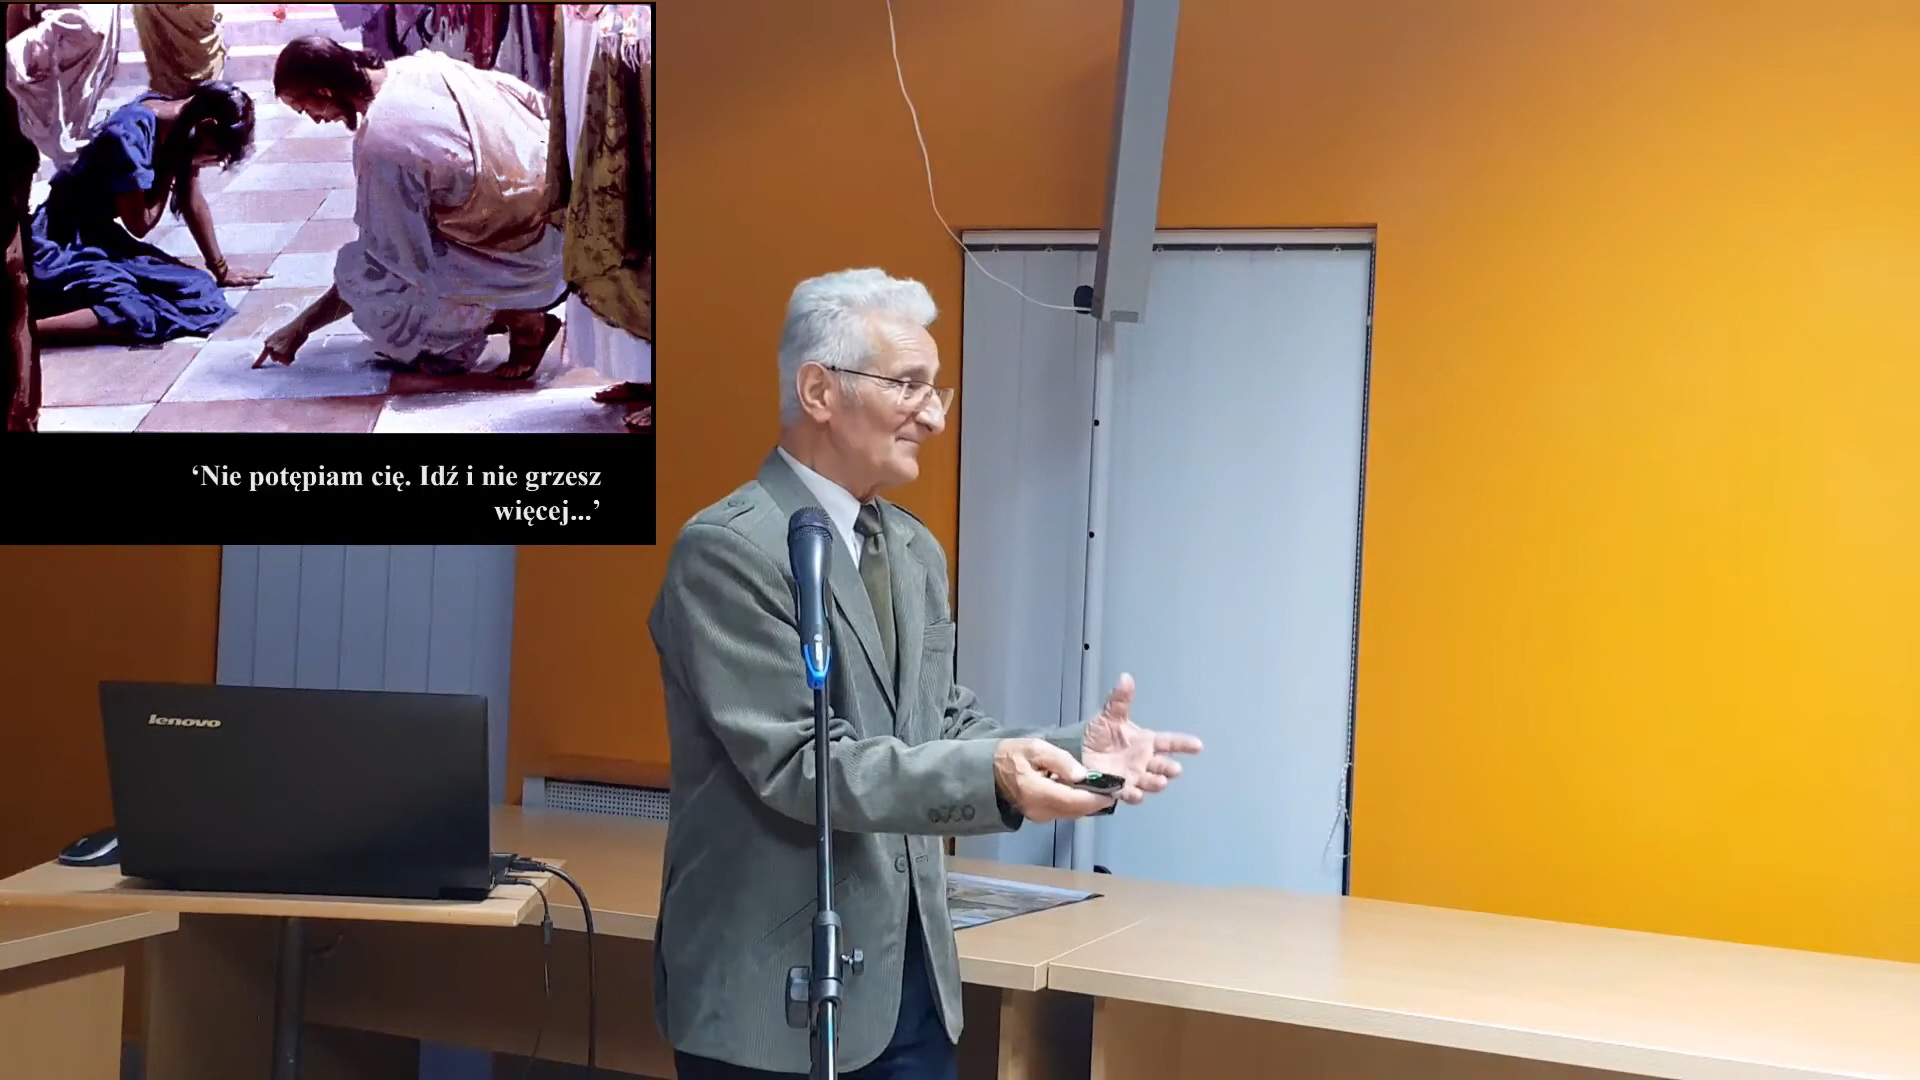 ‘Nie potępiam cię. Idź i nie grzesz
więcej...’
lenovo